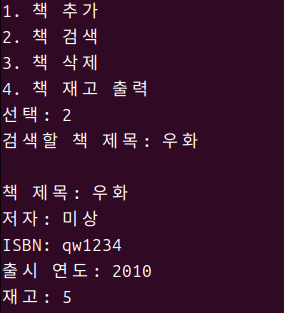 1. 책 추가
2. 책 검색
3. 책 삭제
4. 책 재고 출력
선택: 2
검색할 책 제목: 우화
책 제목: 우화
저자: 미상
ISBN: qw1234
출시 연도: 2010
재고: 5